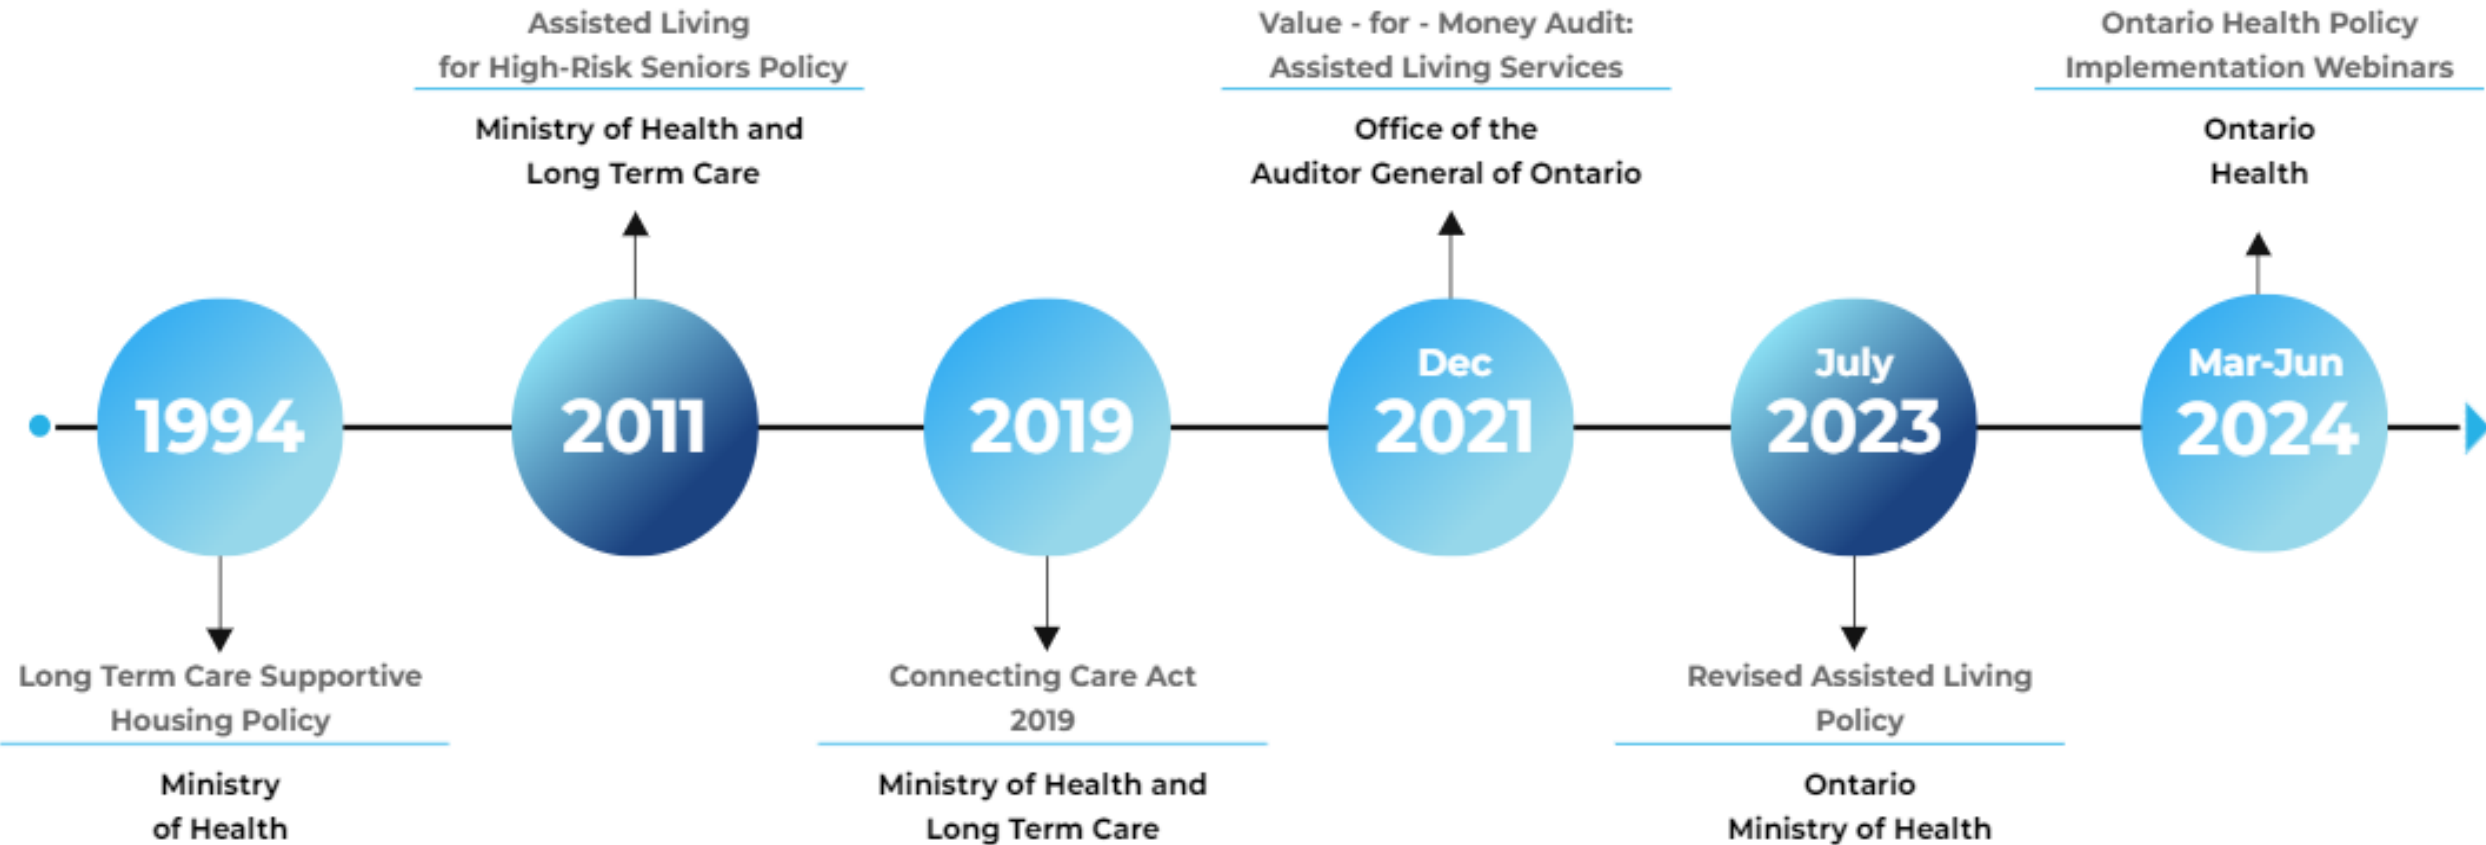 Assisted Living
for High-Risk Seniors Policy
Ministry of Health and
Long Term Care
Value - for - Money Audit:
Assisted Living Services
Office of the
Auditor General of Ontario
Ontario Health Policy
Implementation Webinars
Ontario
Health
1994
2011
2019
Dec
2021
July
2023
Mar-Jun
2024
Long Term Care Supportive
Housing Policy
Ministry
of Health
Connecting Care Act
2019
Ministry of Health and
Long Term Care
Revised Assisted Living
Policy
Ontario
Ministry of Health